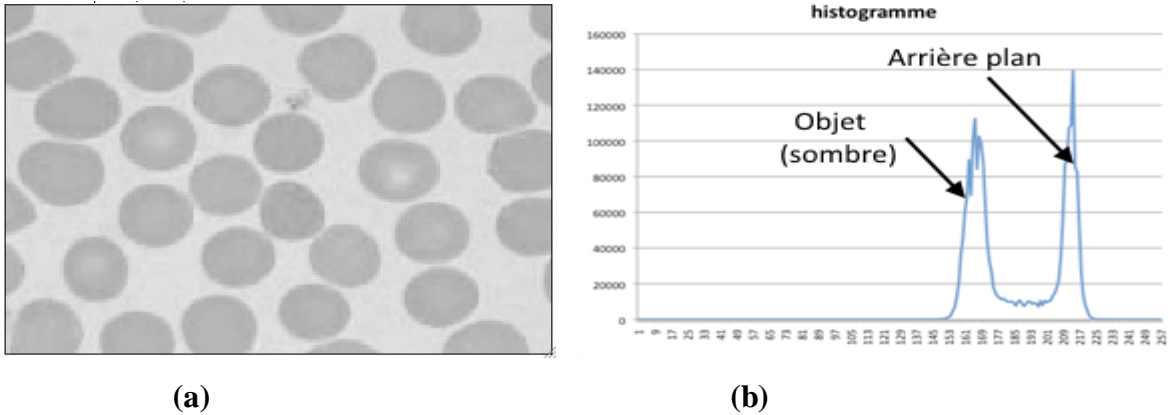 histogramme
160000
140000
120000
100000
80000
60000
40000
20000
0
Arrière plan
Objet
(sombre)
1 9 17 25 33 41 49 57 65 73 81 89 97 105 113 121 129 137 145 153 161 169 177 185 193 201 209 217 225 233 241 249 257
(a) (b)